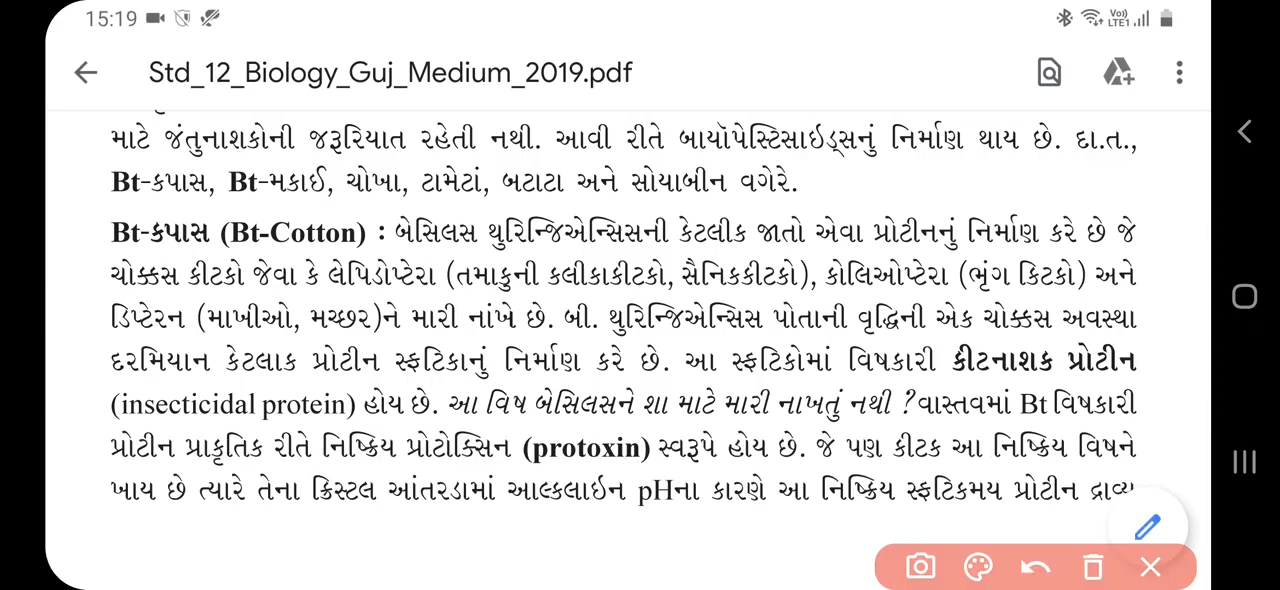 15:19
Vo))
LTE1
Std_12_Biology_Guj_Medium_2019.pdf
માટે જંતુનાશકોની જરૂરિયાત રહેતી નથી. આવી રીતે બાયૉપેસ્ટિસાઇડ્સનું નિર્માણ થાય છે. દા.ત.,
Bt-કપાસ, Bt-મકાઈ, ચોખા, ટામેટાં, બટાટા અને સોયાબીન વગેરે.
Bt-કપાસ (Bt-Cotton) : બેસિલસ થુરિન્જિએન્સિસની કેટલીક જાતો એવા પ્રોટીનનું નિર્માણ કરે છે જે
ચોક્કસ કીટકો જેવા કે લેપિડોપ્ટેરા (તમાકુની કલીકાકીટકો, સૈનિકકીટકો), કોલિઓપ્ટેરા (ભૃંગ કિટકો) અને
ડિપ્ટેરન (માખીઓ, મચ્છર)ને મારી નાંખે છે. બી. થુરિન્જિએન્સિસ પોતાની વૃદ્ધિની એક ચોક્કસ અવસ્થા
દરમિયાન કેટલાક પ્રોટીન સ્ફટિકાનું નિર્માણ કરે છે. આ સ્ફટિકોમાં વિષકારી કીટનાશક પ્રોટીન
(insecticidal protein) હોય છે. આ વિષ બેસિલસને શા માટે મારી નાખતું નથી ? વાસ્તવમાં Bt વિષકારી
પ્રોટીન પ્રાકૃતિક રીતે નિષ્ક્રિય પ્રોટોક્સિન (protoxin) સ્વરૂપે હોય છે. જે પણ કીટક આ નિષ્ક્રિય વિષને
ખાય છે ત્યારે તેના ક્રિસ્ટલ આંતરડામાં આલ્કલાઇન pHના કારણે આ નિષ્ક્રિય સ્ફટિકમય પ્રોટીન દ્રાવ્ય